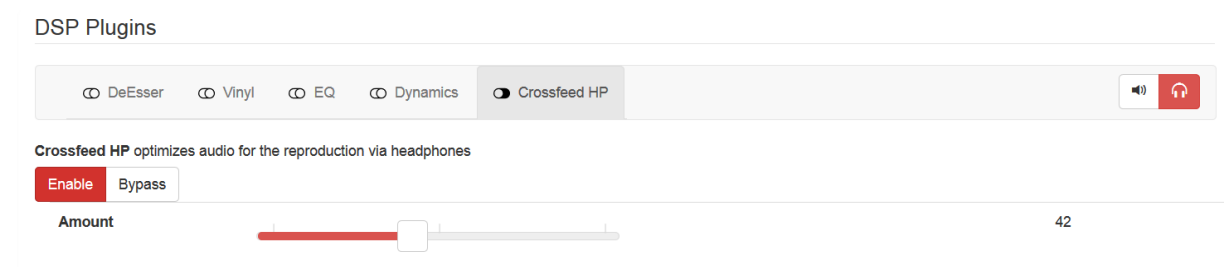 DSP Plugins
DeEsser Vinyl EQ Dynamics Crossfeed HP
Crossfeed HP optimizes audio for the reproduction via headphones
Enable Bypass
Amount 42